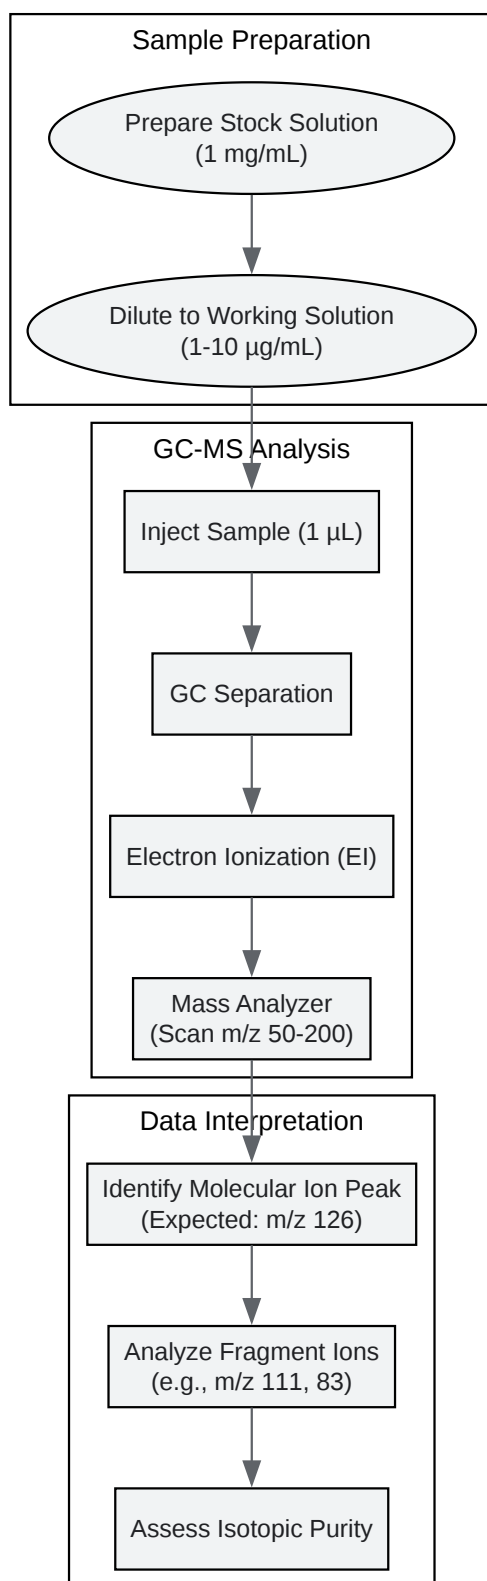 Sample Preparation
Prepare Stock Solution
(1 mg/mL)
Dilute to Working Solution
(1-10 µg/mL)
GC-MS Analysis
Inject Sample (1 µL)
GC Separation
Electron Ionization (EI)
Mass Analyzer
(Scan m/z 50-200)
Data Interpretation
Identify Molecular Ion Peak
(Expected: m/z 126)
Analyze Fragment Ions
(e.g., m/z 111, 83)
Assess Isotopic Purity